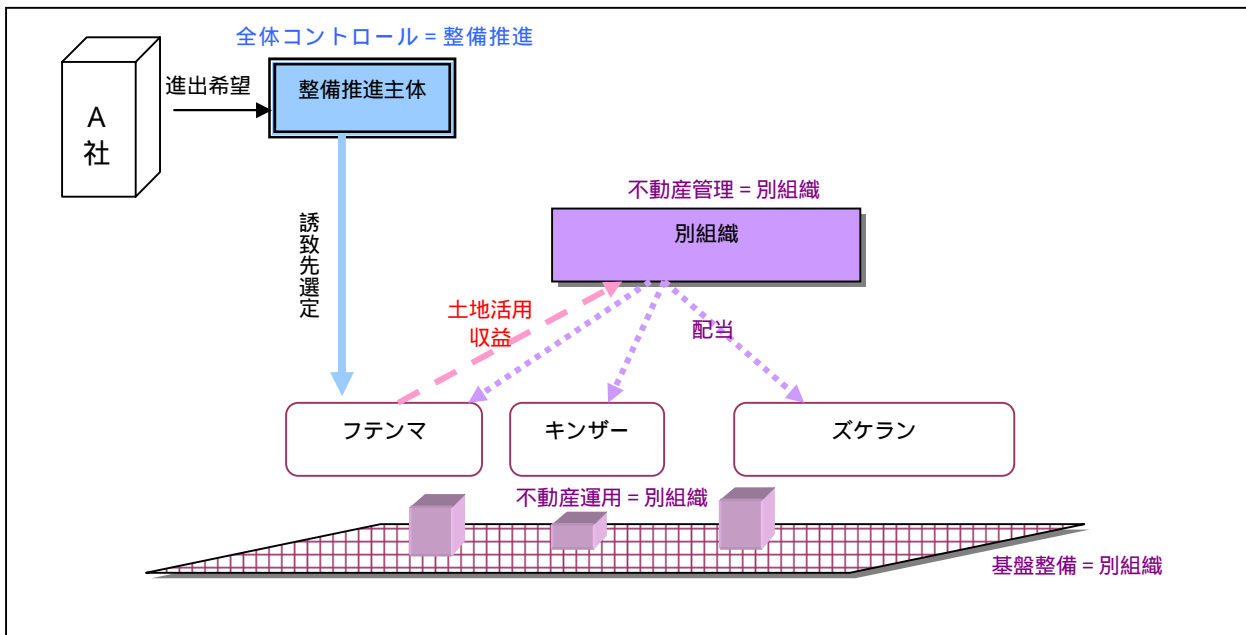 全体コントロール = 整備推進
A
社
進出希望
整備推進主体
不動産管理 = 別組織
別組織
誘致先選定
土地活用
収益
配当
フテンマ
キンザー
ズケラン
不動産運用 = 別組織
基盤整備 = 別組織